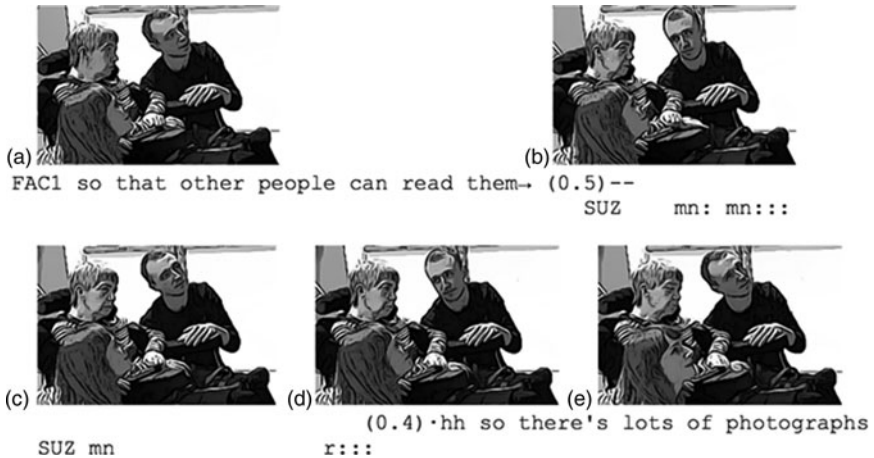 (a) (b)
FAC1 so that other people can read them→ (0.5)--
SUZ mn: mn:::
(c) (d) (e)
(0.4)·hh so there's lots of photographs
SUZ mn r:::